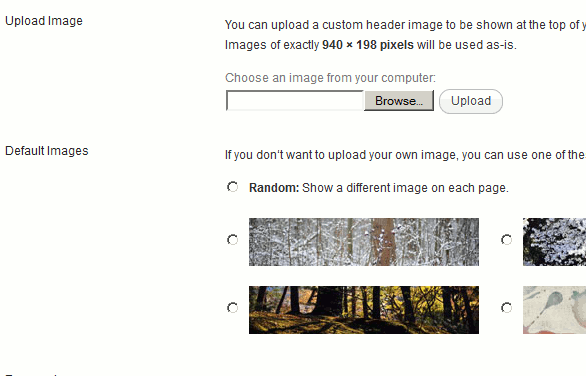 Upload Image
You can upload a custom header image to be shown at the top of
Images of exactly 940 × 198 pixels will be used as-is.
Choose an image from your computer:
Browse... Upload
Default Images
If you don't want to upload your own image, you can use one of the
Random: Show a different image on each page.